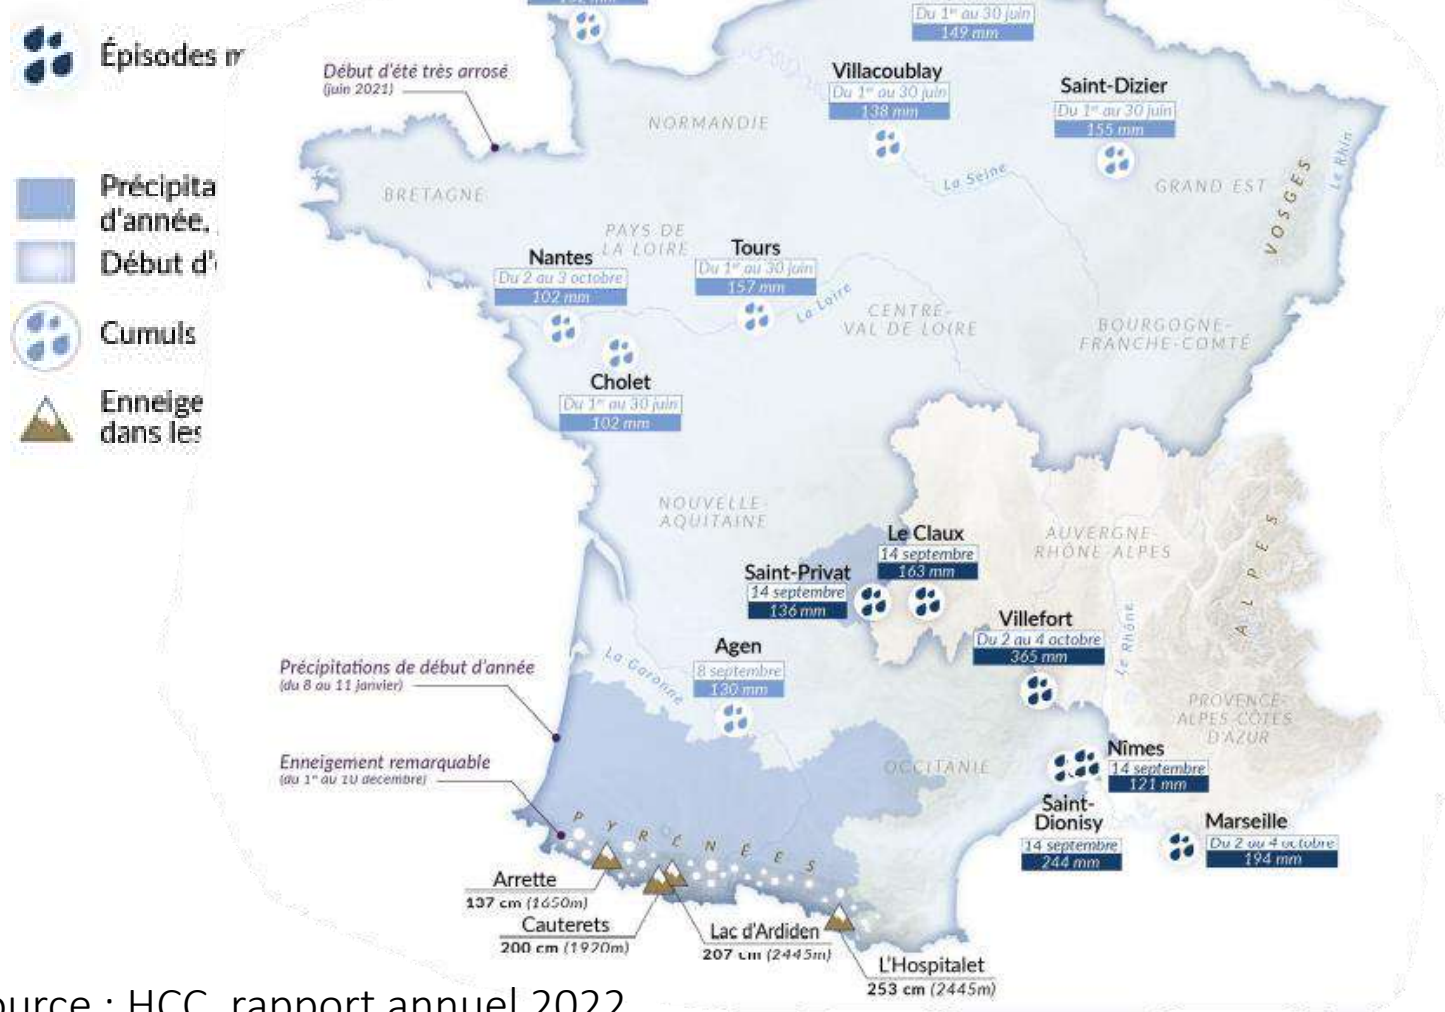 Épisodes
Précipita
d'année,
Début d'
Cumuls
Enneige
dans les
Du 1er au 30 juin
149 mm
Début d'été très arrosé
(juin 2021)
Villacoublay
Du 1er au 30 juin
138 mm
Saint-Dizier
Du 1er au 30 juin
155 mm
NORMANDIE
BRETAGNE
La Seine
GRAND EST
VOSGES
Le Rhin
PAYS DE
LA LOIRE
Nantes
Du 2 au 3 octobre
102 mm
Tours
Du 1er au 30 juin
157 mm
La Loire
CENTRE-
VAL DE LOIRE
BOURGOGNE-
FRANCHE-COMTÉ
Cholet
Du 1er au 30 juin
102 mm
NOUVELLE-
AQUITAINE
Le Claux
14 septembre
163 mm
AUVERGNE-
RHÔNE-ALPES
ALPES
Saint-Privat
14 septembre
136 mm
Villefort
Du 2 au 4 octobre
365 mm
Le Rhône
Agen
8 septembre
130 mm
La Garonne
Précipitations de début d'année
(du 8 au 11 janvier)
PROVENCE-
ALPES-CÔTES
D'AZUR
Enneigement remarquable
(du 1er au 10 décembre)
OCCITANIE
Nîmes
14 septembre
121 mm
Saint-
Dionisy
14 septembre
244 mm
Marseille
Du 2 au 4 octobre
194 mm
PYRÉNÉES
Arrette
137 cm (1650m)
Cauterets
200 cm (1920m)
Lac d'Ardiden
207 cm (2445m)
L'Hospitalet
253 cm (2445m)
ource : HCC, rapport annuel 2022